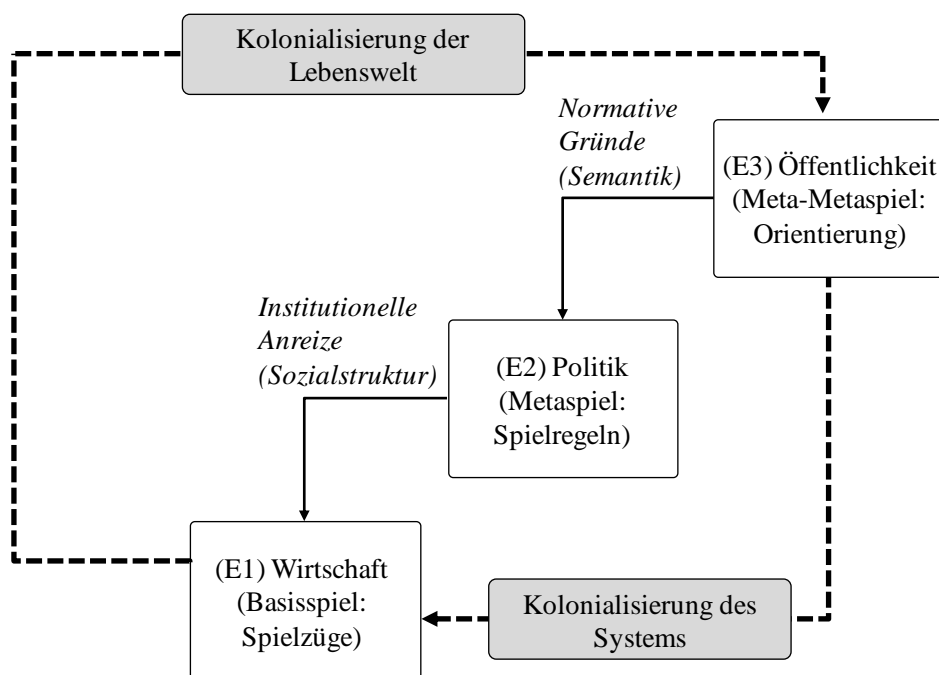 Kolonialisierung der
Lebenswelt
Normative
Gründe
(Semantik)
(E3) Öffentlichkeit
(Meta-Metaspiel:
Orientierung)
Institutionelle
Anreize
(Sozialstruktur)
(E2) Politik
(Metaspiel:
Spielregeln)
(E1) Wirtschaft
(Basisspiel:
Spielzüge)
Kolonialisierung des
Systems